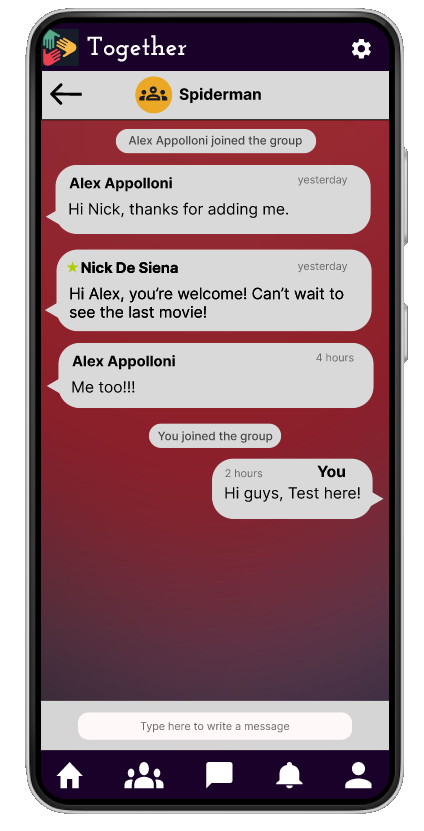 Together
Spiderman
Alex Appolloni joined the group
Alex Appolloni
yesterday
Hi Nick, thanks for adding me.
Nick De Siena
yesterday
Hi Alex, you're welcome! Can't wait to
see the last movie!
Alex Appolloni
4 hours
Me too!!!
You joined the group
2 hours
You
Hi guys, Test here!
Type here to write a message